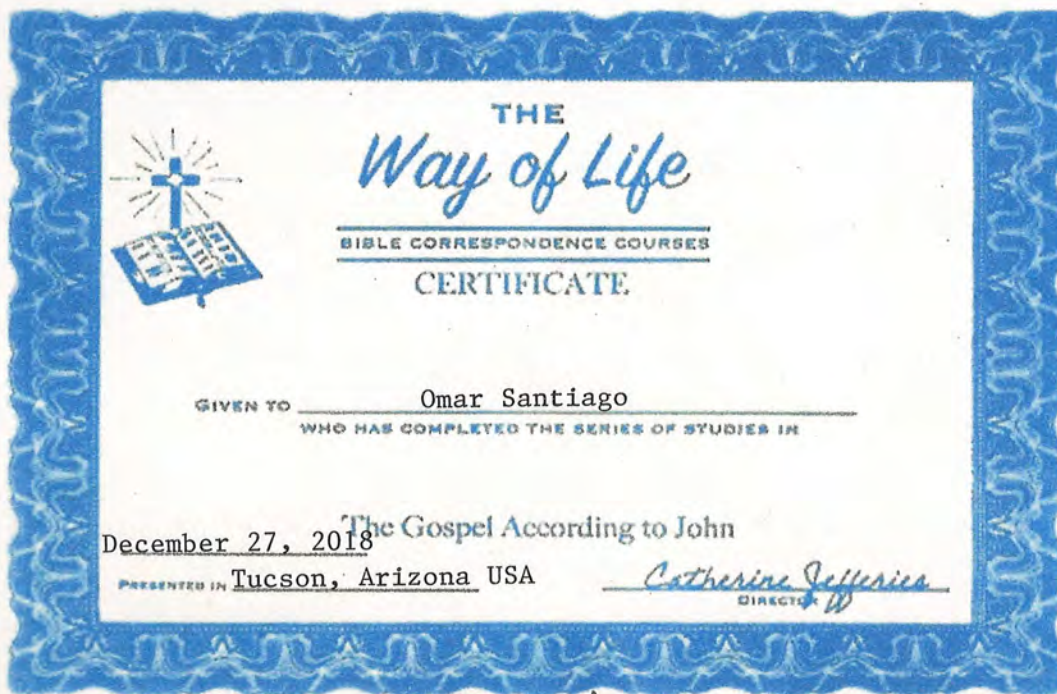 THE
Way of Life
BIBLE CORRESPONDENCE COURSES
CERTIFICATE
GIVEN TO Omar Santiago
WHO HAS COMPLETED THE SERIES OF STUDIES IN
The Gospel According to John
December 27, 2018
PRESENTED IN Tucson, Arizona USA
Catherine Jefferies
DIRECTOR